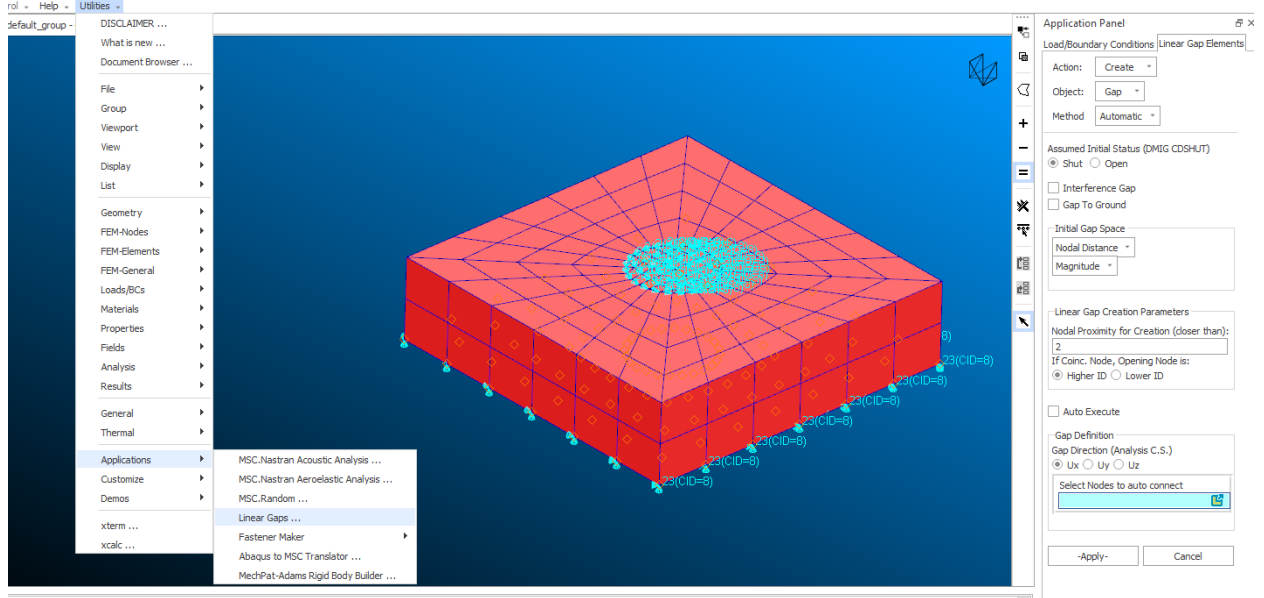 rol Help Utilities
default_group -
DISCLAIMER ...
What is new ...
Document Browser ...
File
Group
Viewport
View
Display
List
Geometry
FEM-Nodes
FEM-Elements
FEM-General
Loads/BCs
Materials
Properties
Fields
Analysis
Results
General
Thermal
Applications
Customize
Demos
xterm ...
xcalc ...
MSC.Nastran Acoustic Analysis ...
MSC.Nastran Aeroelastic Analysis ...
MSC.Random ...
Linear Gaps ...
Fastener Maker
Abaqus to MSC Translator ...
MechPat-Adams Rigid Body Builder ...
8)
23(CID=8)
23(CID=8)
23(CID=8)
23(CID=8)
23(CID=8)
23(CID=8)
23(CID=8)
Application Panel
Load/Boundary Conditions Linear Gap Elements
Action: Create
Object: Gap
Method Automatic
Assumed Initial Status (DMIG CDSHUT)
Shut Open
Interference Gap
Gap To Ground
Initial Gap Space
Nodal Distance
Magnitude
Linear Gap Creation Parameters
Nodal Proximity for Creation (closer than):
2
If Coinc. Node, Opening Node is:
Higher ID Lower ID
Auto Execute
Gap Definition
Gap Direction (Analysis C.S.)
Ux Uy Uz
Select Nodes to auto connect
-Apply- Cancel